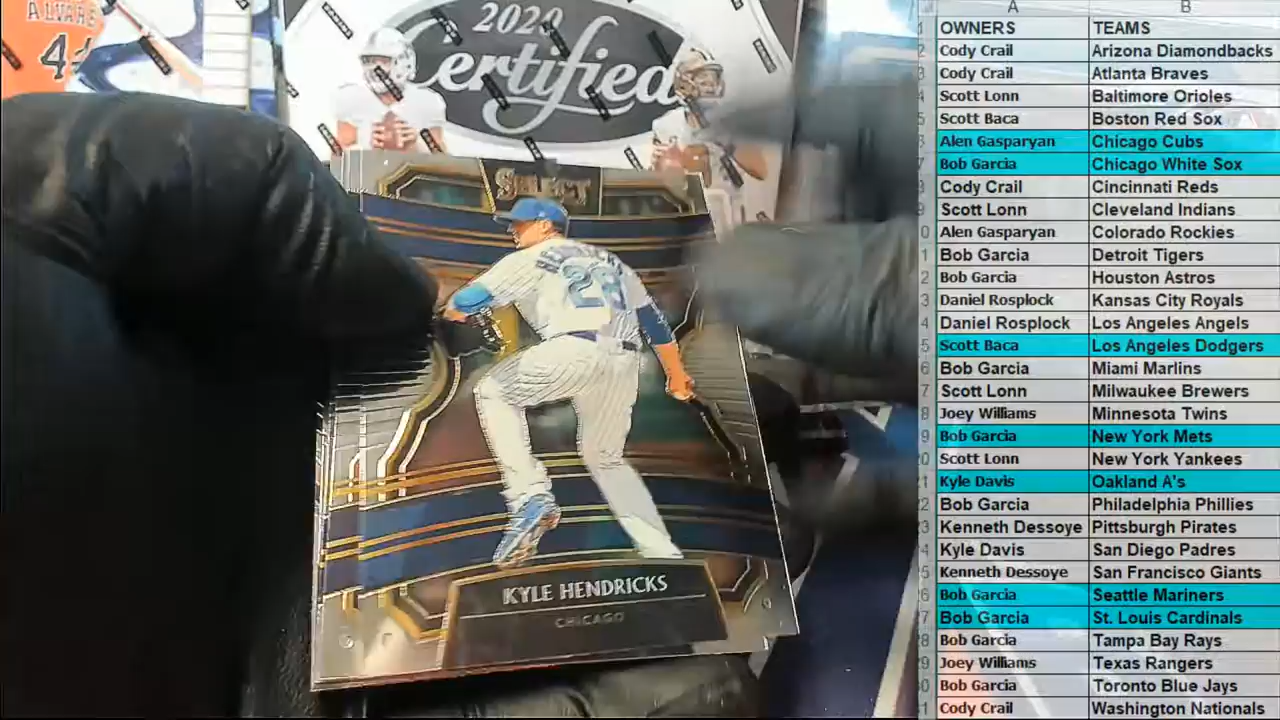 ALVAR
44
2020
Certified
SELECT
28
KYLE HENDRICKS
CHICAGO
A B
OWNERS TEAMS
Cody Crail Arizona Diamondbacks
Cody Crail Atlanta Braves
Scott Lonn Baltimore Orioles
Scott Baca Boston Red Sox
Alen Gasparyan Chicago Cubs
Bob Garcia Chicago White Sox
Cody Crail Cincinnati Reds
Scott Lonn Cleveland Indians
Alen Gasparyan Colorado Rockies
Bob Garcia Detroit Tigers
Bob Garcia Houston Astros
Daniel Rosplock Kansas City Royals
Daniel Rosplock Los Angeles Angels
Scott Baca Los Angeles Dodgers
Bob Garcia Miami Marlins
Scott Lonn Milwaukee Brewers
Joey Williams Minnesota Twins
Bob Garcia New York Mets
Scott Lonn New York Yankees
Kyle Davis Oakland A's
Bob Garcia Philadelphia Phillies
Kenneth Dessoye Pittsburgh Pirates
Kyle Davis San Diego Padres
Kenneth Dessoye San Francisco Giants
Bob Garcia Seattle Mariners
Bob Garcia St. Louis Cardinals
Bob Garcia Tampa Bay Rays
Joey Williams Texas Rangers
Bob Garcia Toronto Blue Jays
Cody Crail Washington Nationals